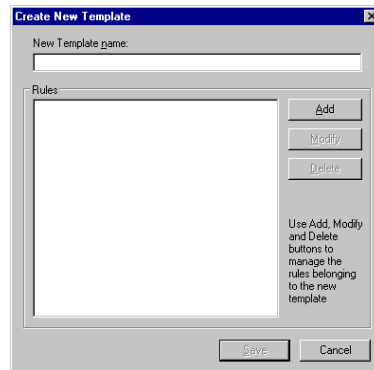 Create New Template
New Template name:
Rules
Add
Modify
Delete
Use Add, Modify
and Delete
buttons to
manage the
rules belonging
to the new
template
Save
Cancel